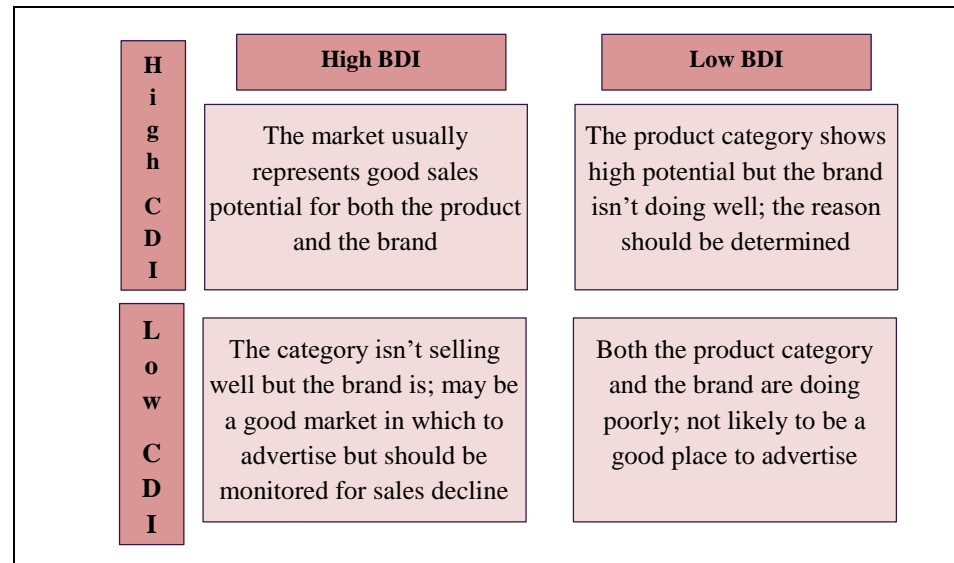 High BDI
Low BDI
High CDI
The market usually
represents good sales
potential for both the product
and the brand
The product category shows
high potential but the brand
isn’t doing well; the reason
should be determined
Low CDI
The category isn’t selling
well but the brand is; may be
a good market in which to
advertise but should be
monitored for sales decline
Both the product category
and the brand are doing
poorly; not likely to be a
good place to advertise